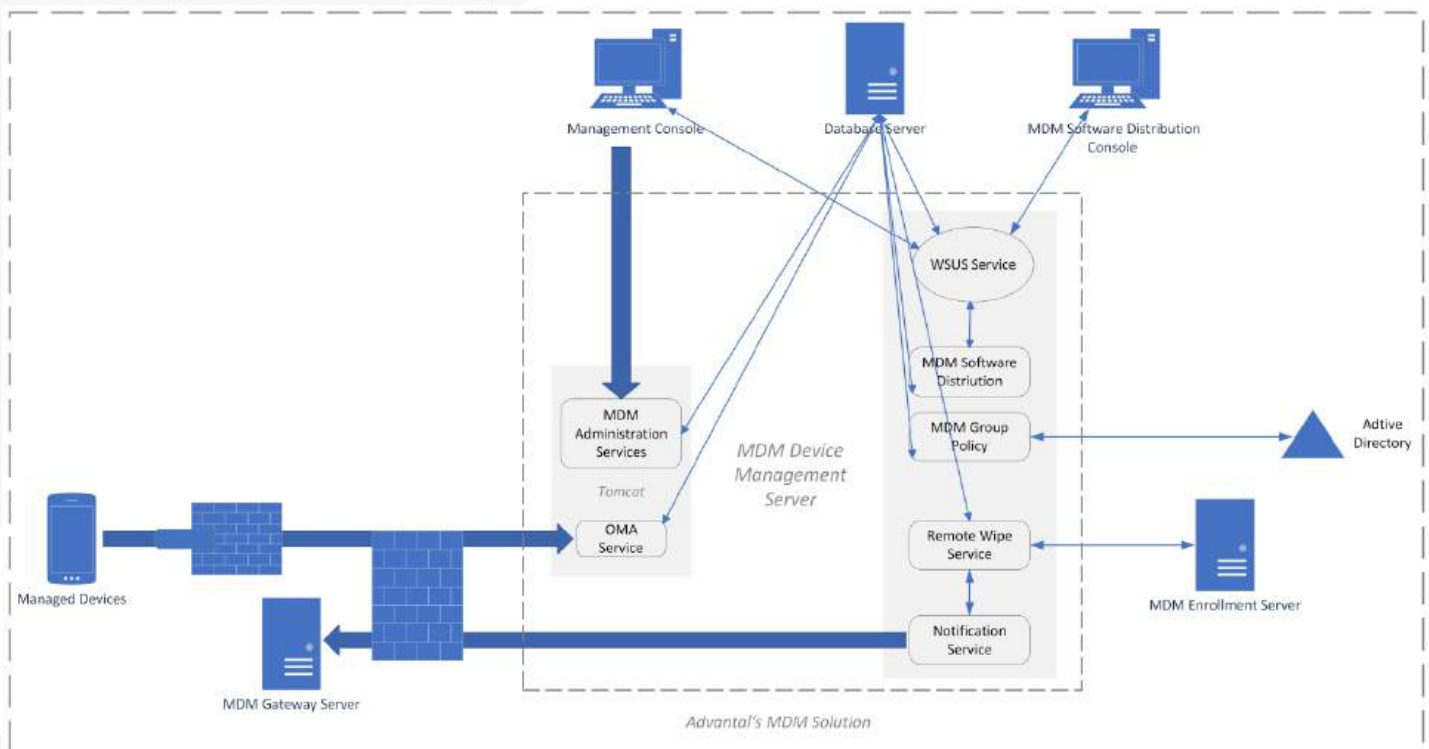 Management Console
Database Server
MDM Software Distribution
Console
WSUS Service
MDM Software
Distriution
MDM Administration
Services
MDM Group
Policy
Adtive
Directory
MDM Device
Management
Server
Tomcat
OMA
Service
Remote Wipe
Service
Managed Devices
MDM Enrollment Server
Notification
Service
MDM Gateway Server
Advantal's MDM Solution